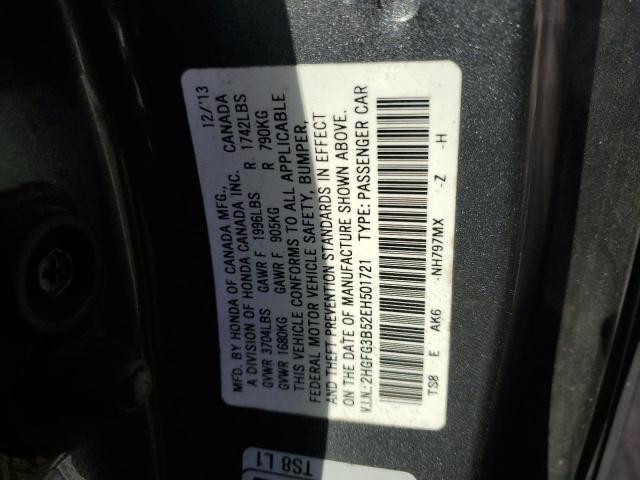 MFD. BY HONDA OF CANADA MFG., 12/'13
A DIVISION OF HONDA CANADA INC. CANADA
GVWR 3704LBS GAWR F 1996LBS R 1742LBS
GVWR 1680KG GAWR F 905KG R 790KG
THIS VEHICLE CONFORMS TO ALL APPLICABLE
FEDERAL MOTOR VEHICLE SAFETY, BUMPER,
AND THEFT PREVENTION STANDARDS IN EFFECT
ON THE DATE OF MANUFACTURE SHOWN ABOVE.
V.I.N.:2HGFG3B52EH501721 TYPE: PASSENGER CAR
TS8 E AK6 -NH797MX -Z -H
TS8 L1